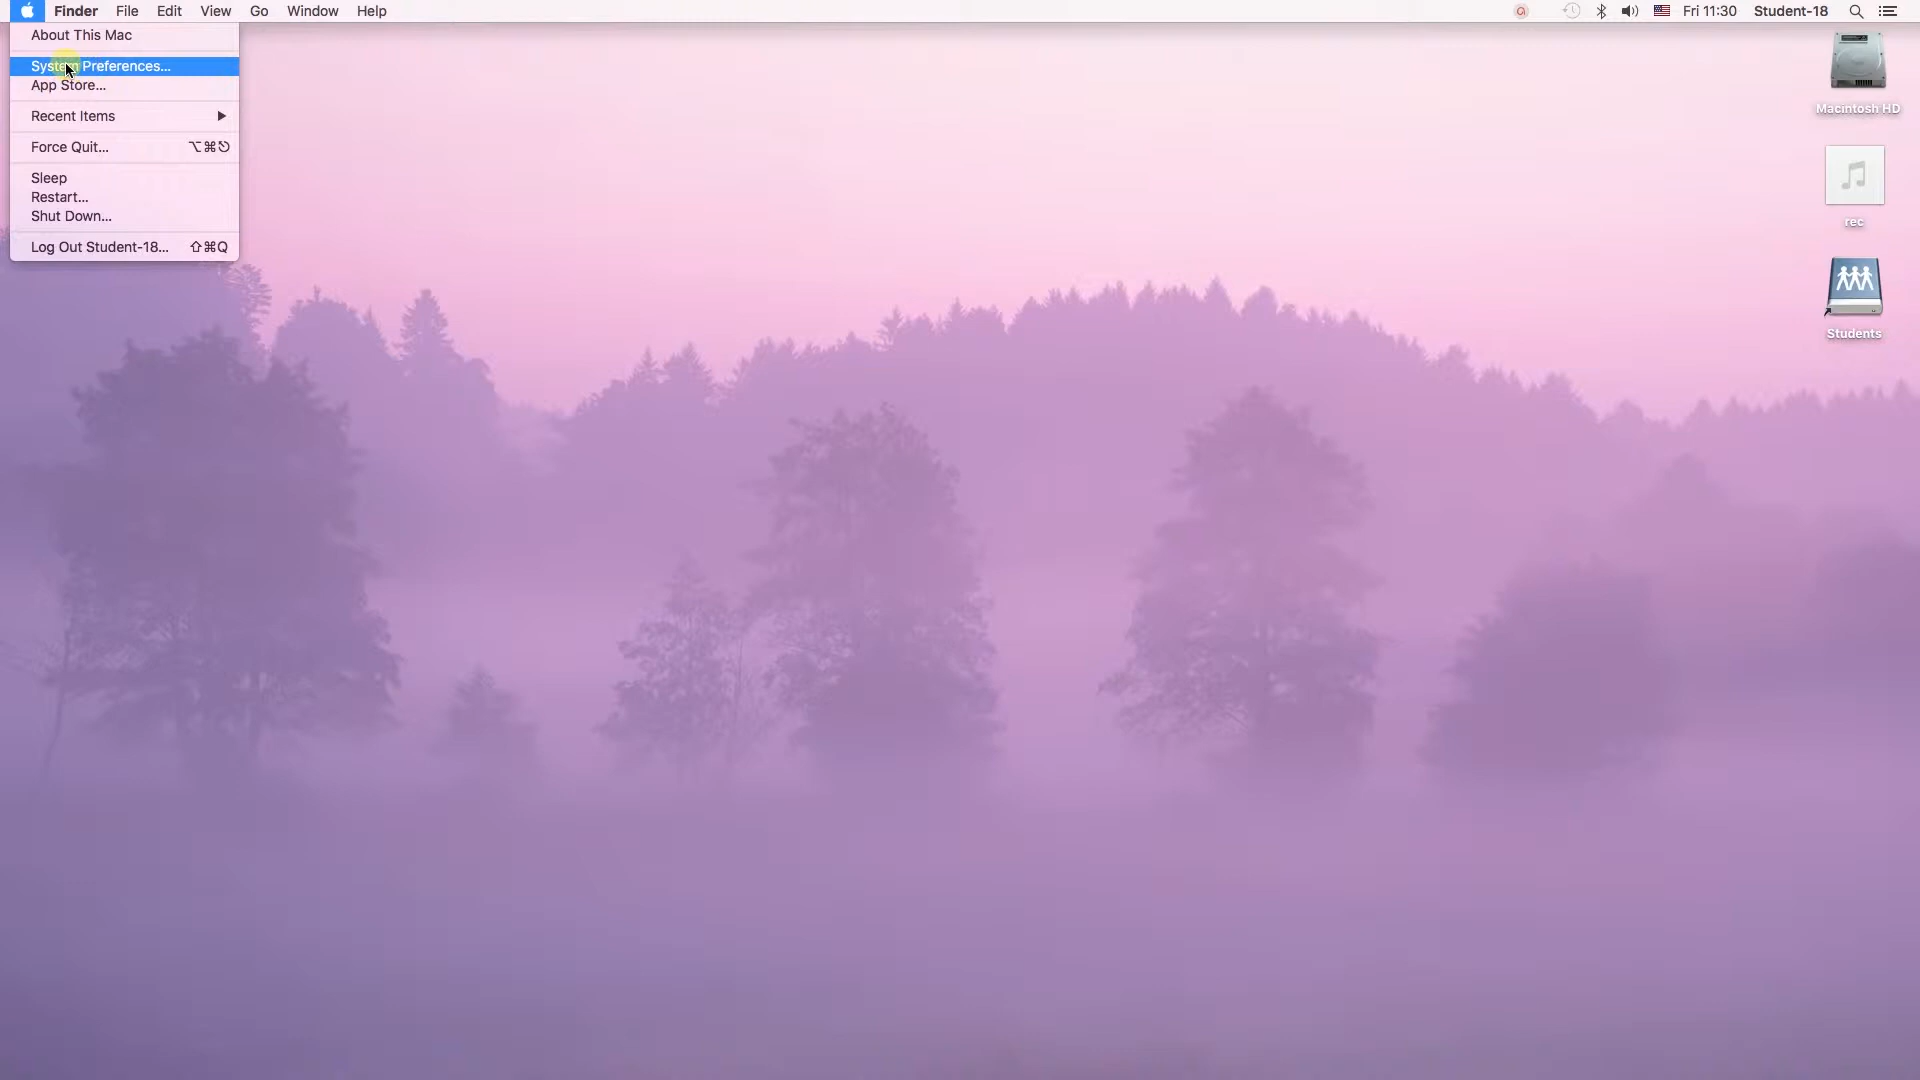 Finder File Edit View Go Window Help Fri 11:30 Student-18
About This Mac
System Preferences...
App Store...
Recent Items ▶
Force Quit... ⌥⌘⎋
Sleep
Restart...
Shut Down...
Log Out Student-18... ⇧⌘Q
Macintosh HD
rec
Students